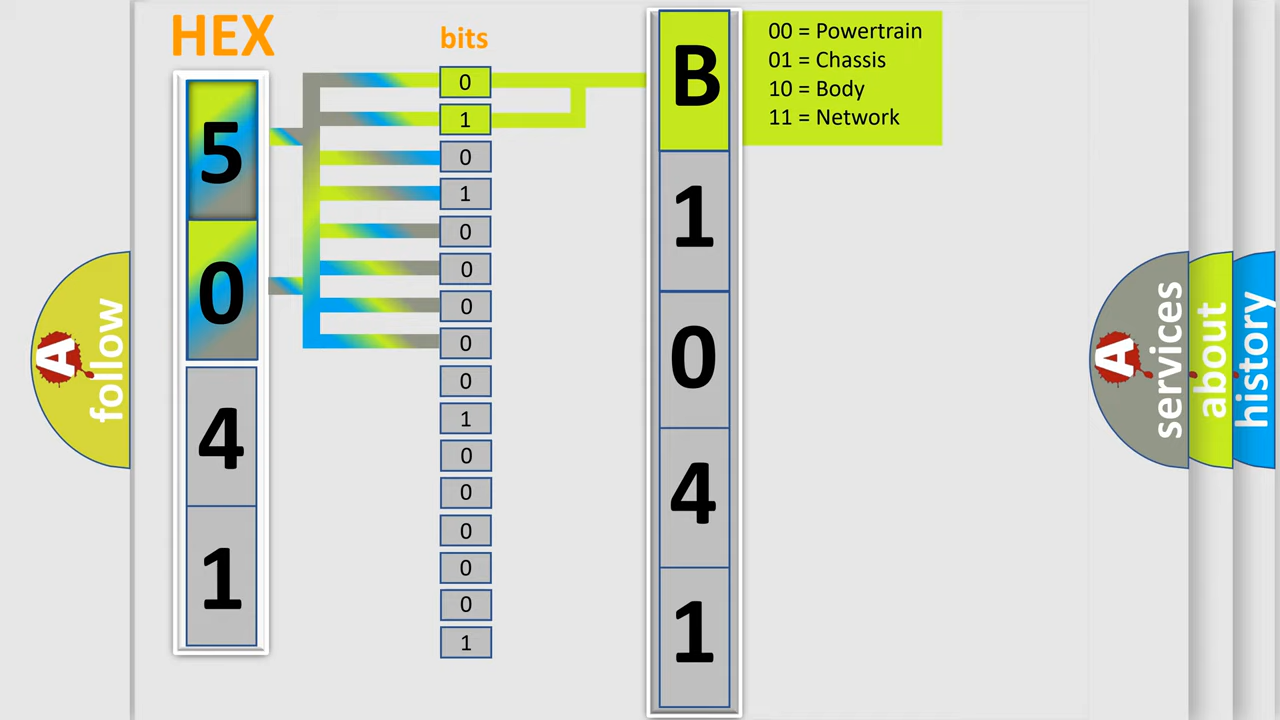 HEX
bits
5
0
4
1
0
1
0
1
0
0
0
0
0
1
0
0
0
0
0
1
B
1
0
4
1
00 = Powertrain
01 = Chassis
10 = Body
11 = Network
A
follow
A
services
about
history